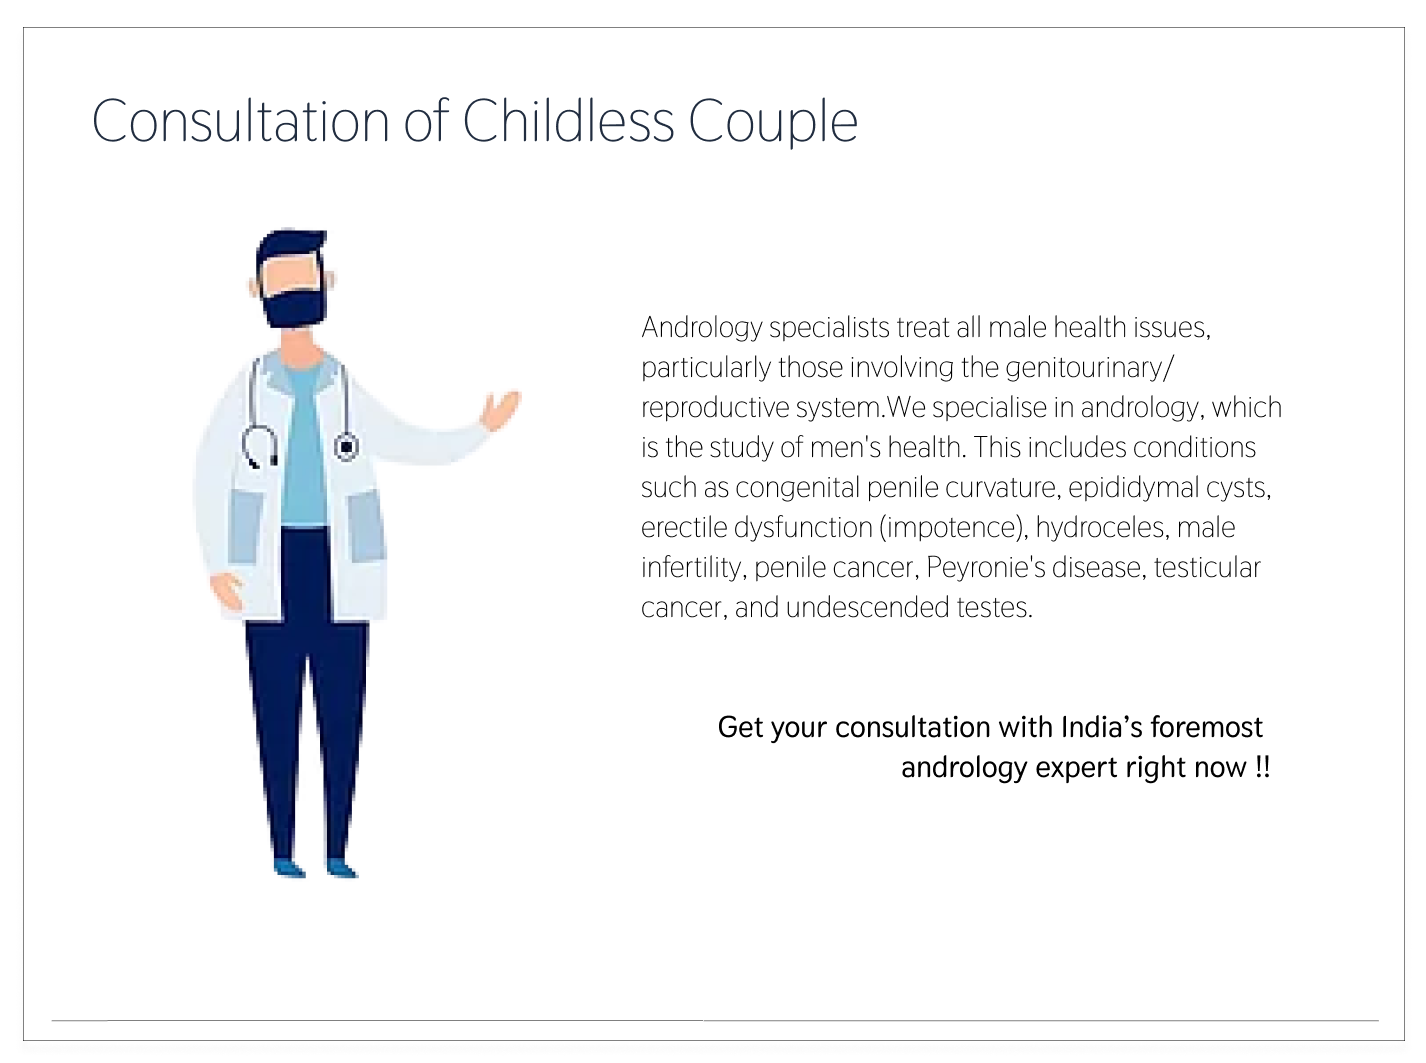 Consultation of Childless Couple
Andrology specialists treat all male health issues,
particularly those involving the genitourinary/
reproductive system.We specialise in andrology, which
is the study of men's health. This includes conditions
such as congenital penile curvature, epididymal cysts,
erectile dysfunction (impotence), hydroceles, male
infertility, penile cancer, Peyronie's disease, testicular
cancer, and undescended testes.
Get your consultation with India’s foremost
andrology expert right now !!